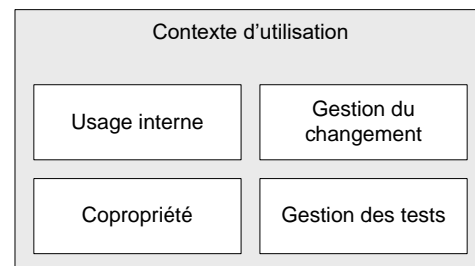 Contexte d’utilisation
Usage interne
Gestion du
changement
Copropriété
Gestion des tests